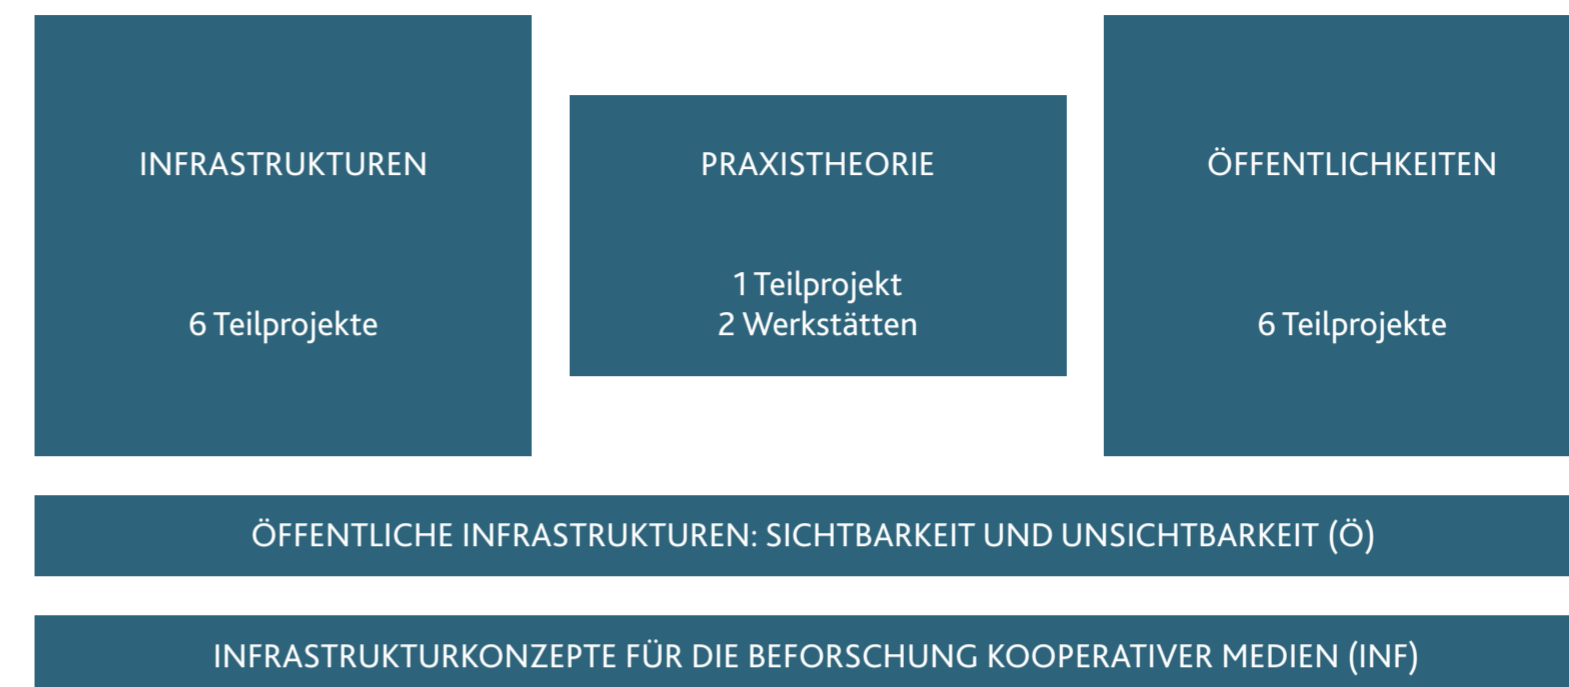 INFRASTRUKTUREN
6 Teilprojekte
PRAXISTHEORIE
1 Teilprojekt
2 Werkstätten
ÖFFENTLICHKEITEN
6 Teilprojekte
ÖFFENTLICHE INFRASTRUKTUREN: SICHTBARKEIT UND UNSICHTBARKEIT (Ö)
INFRASTRUKTURKONZEPTE FÜR DIE BEFORSCHUNG KOOPERATIVER MEDIEN (INF)